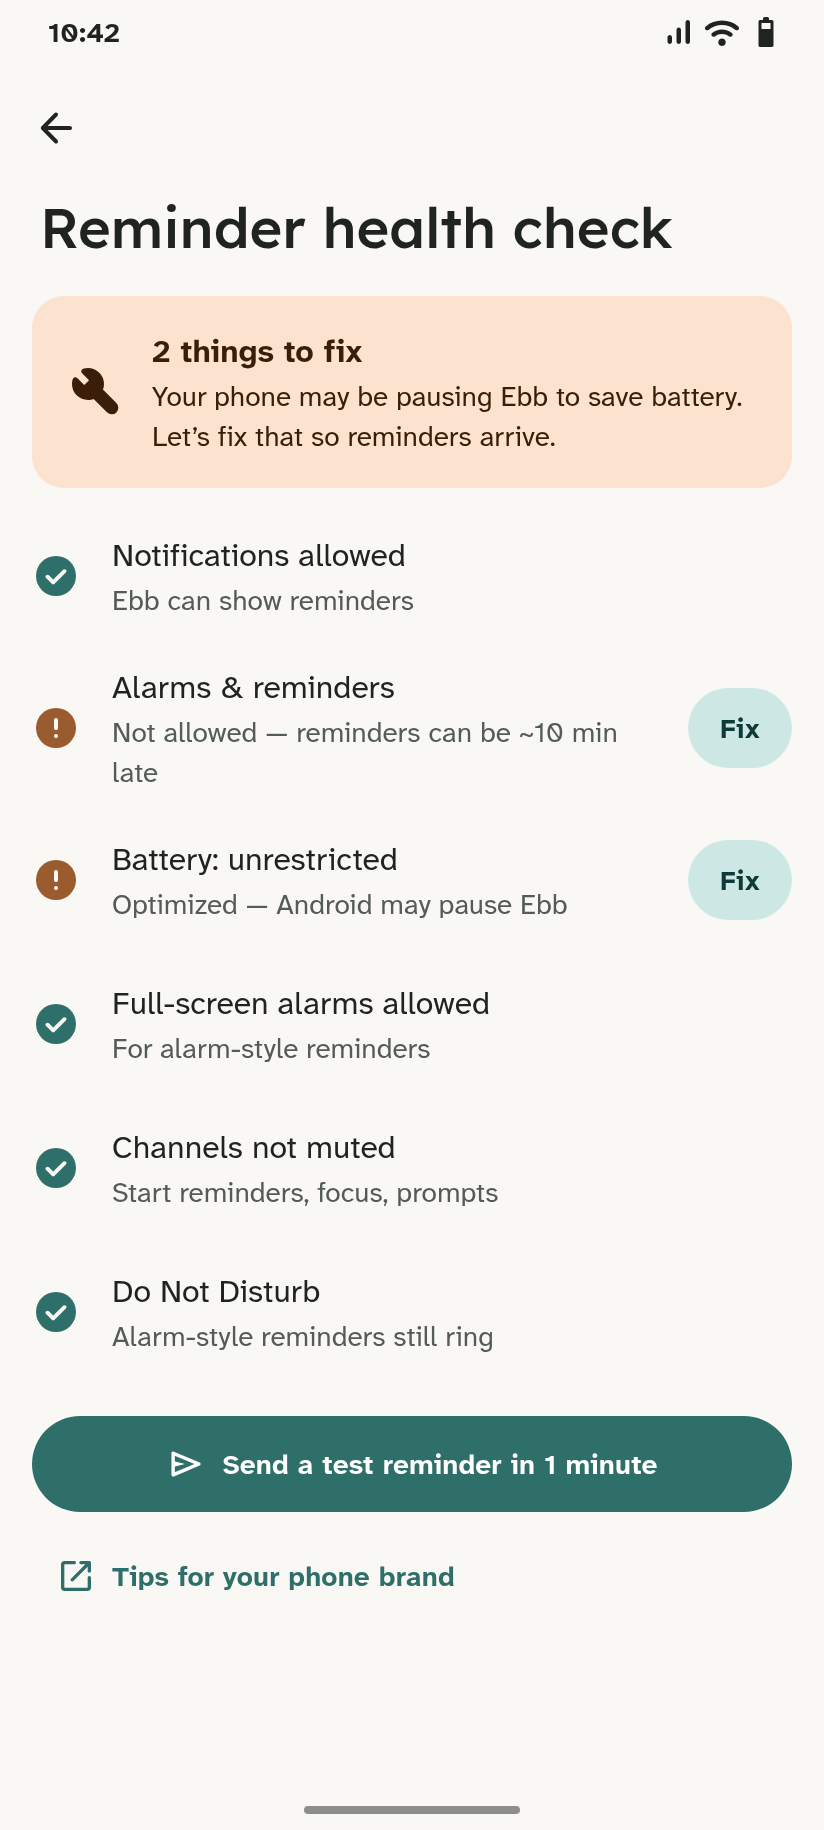 10:42
Reminder health check
2 things to fix
Your phone may be pausing Ebb to save battery.
Let’s fix that so reminders arrive.
Notifications allowed
Ebb can show reminders
Alarms & reminders
Not allowed — reminders can be ~10 min
late
Fix
Battery: unrestricted
Optimized — Android may pause Ebb
Fix
Full-screen alarms allowed
For alarm-style reminders
Channels not muted
Start reminders, focus, prompts
Do Not Disturb
Alarm-style reminders still ring
Send a test reminder in 1 minute
Tips for your phone brand